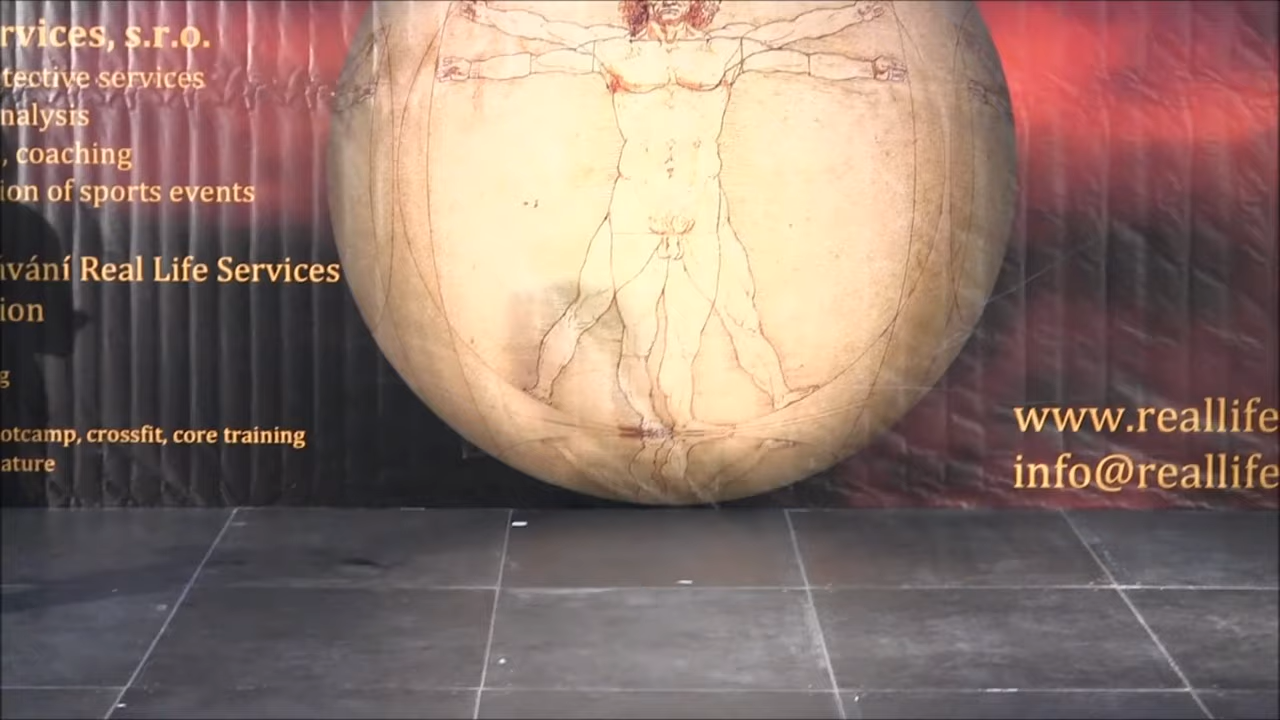 rvices, s.r.o.
tective services
nalysis
, coaching
ion of sports events
ávání Real Life Services
ion
g
otcamp, crossfit, core training
ature
www.reallife
info@reallife